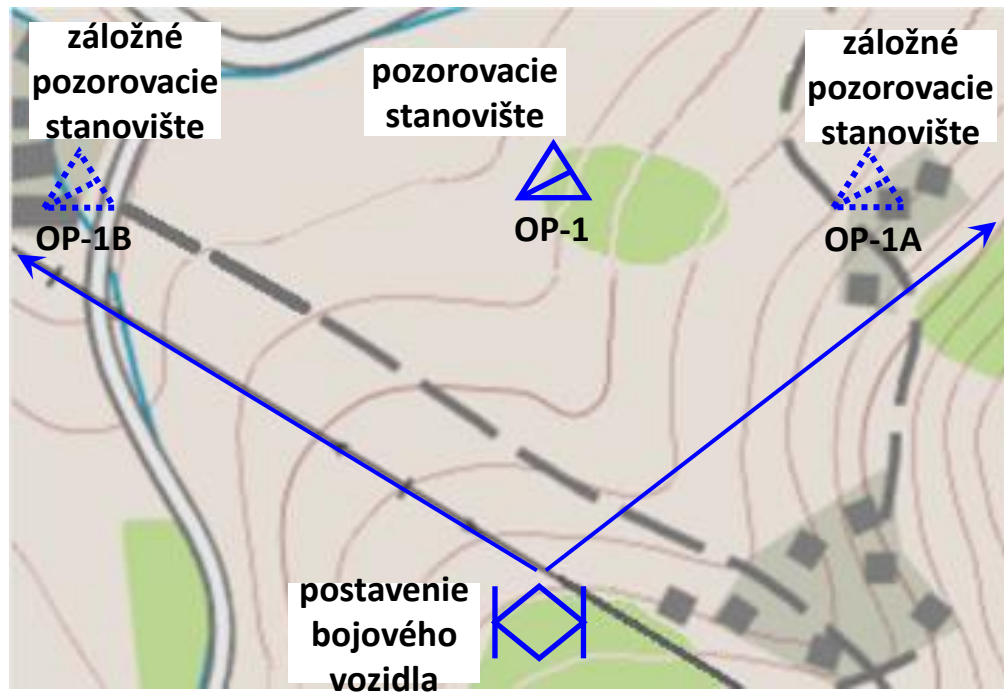 záložné
pozorovacie
stanovište
OP-1B
pozorovacie
stanovište
OP-1
záložné
pozorovacie
stanovište
OP-1A
postavenie
bojového
vozidla